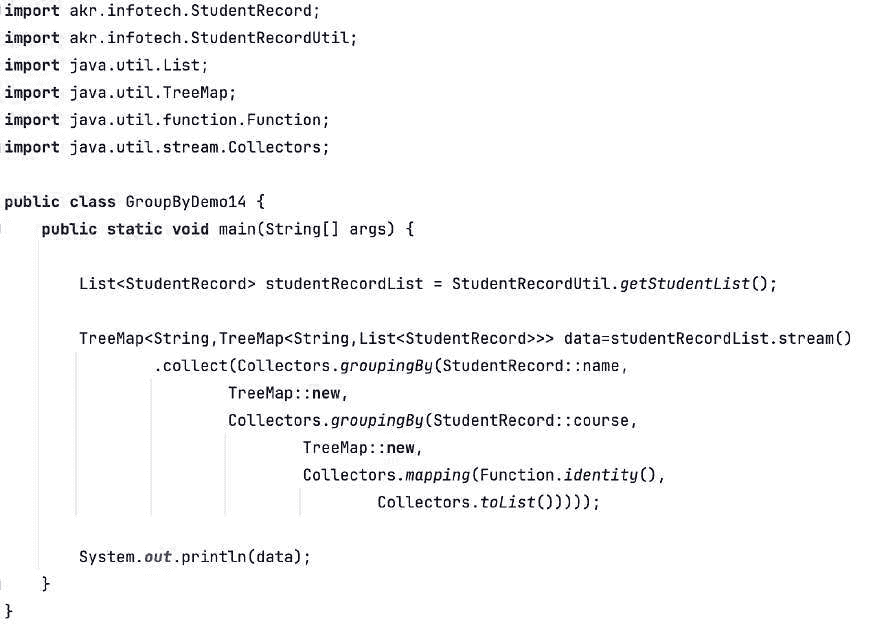 import akr.infotech.StudentRecord;
import akr.infotech.StudentRecordUtil;
import java.util.List;
import java.util.TreeMap;
import java.util.function.Function;
import java.util.stream.Collectors;
public class GroupByDemo14 {
public static void main(String[] args) {
List<StudentRecord> studentRecordList = StudentRecordUtil.getStudentList();
TreeMap<String,TreeMap<String,List<StudentRecord>>> data=studentRecordList.stream()
.collect(Collectors.groupingBy(StudentRecord::name,
TreeMap::new,
Collectors.groupingBy(StudentRecord::course,
TreeMap::new,
Collectors.mapping(Function.identity(),
Collectors.toList()))));
System.out.println(data);
}
}